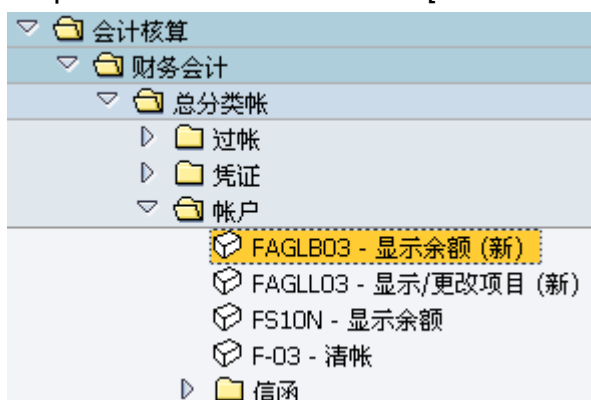 会计核算
财务会计
总分类帐
过帐
凭证
帐户
FAGLB03 - 显示余额 (新)
FAGLL03 - 显示/更改项目 (新)
FS10N - 显示余额
F-03 - 清帐
信函